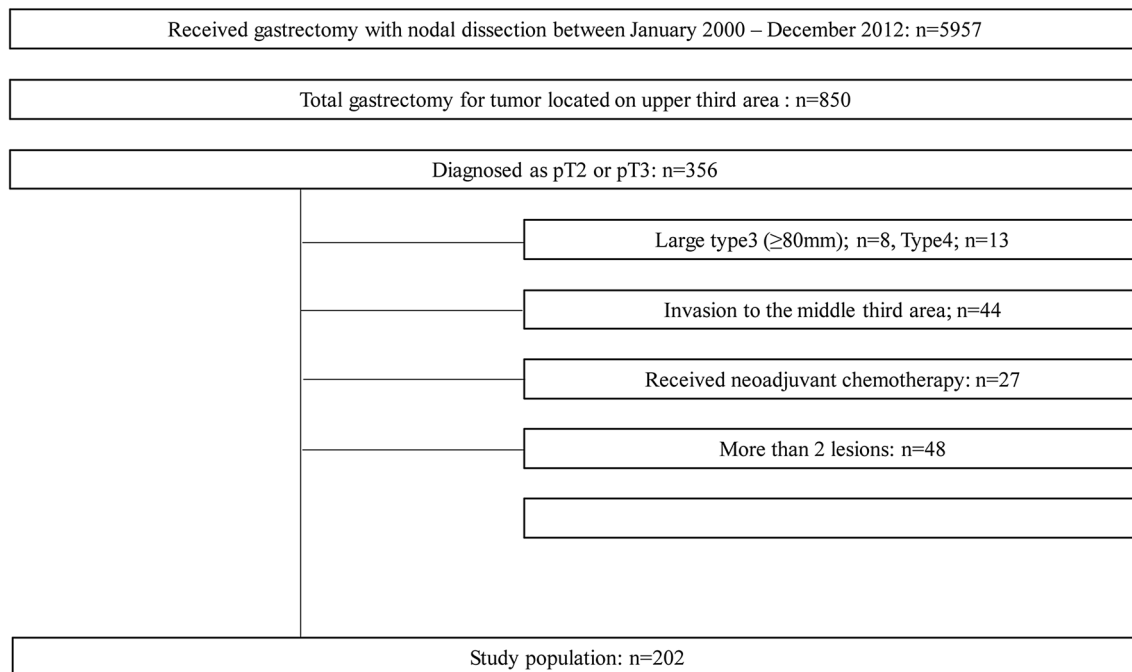 Received gastrectomy with nodal dissection between January 2000 – December 2012: n=5957
Total gastrectomy for tumor located on upper third area : n=850
Diagnosed as pT2 or pT3: n=356
Large type3 (≥80mm); n=8, Type4; n=13
Invasion to the middle third area; n=44
Received neoadjuvant chemotherapy: n=27
More than 2 lesions: n=48
Study population: n=202